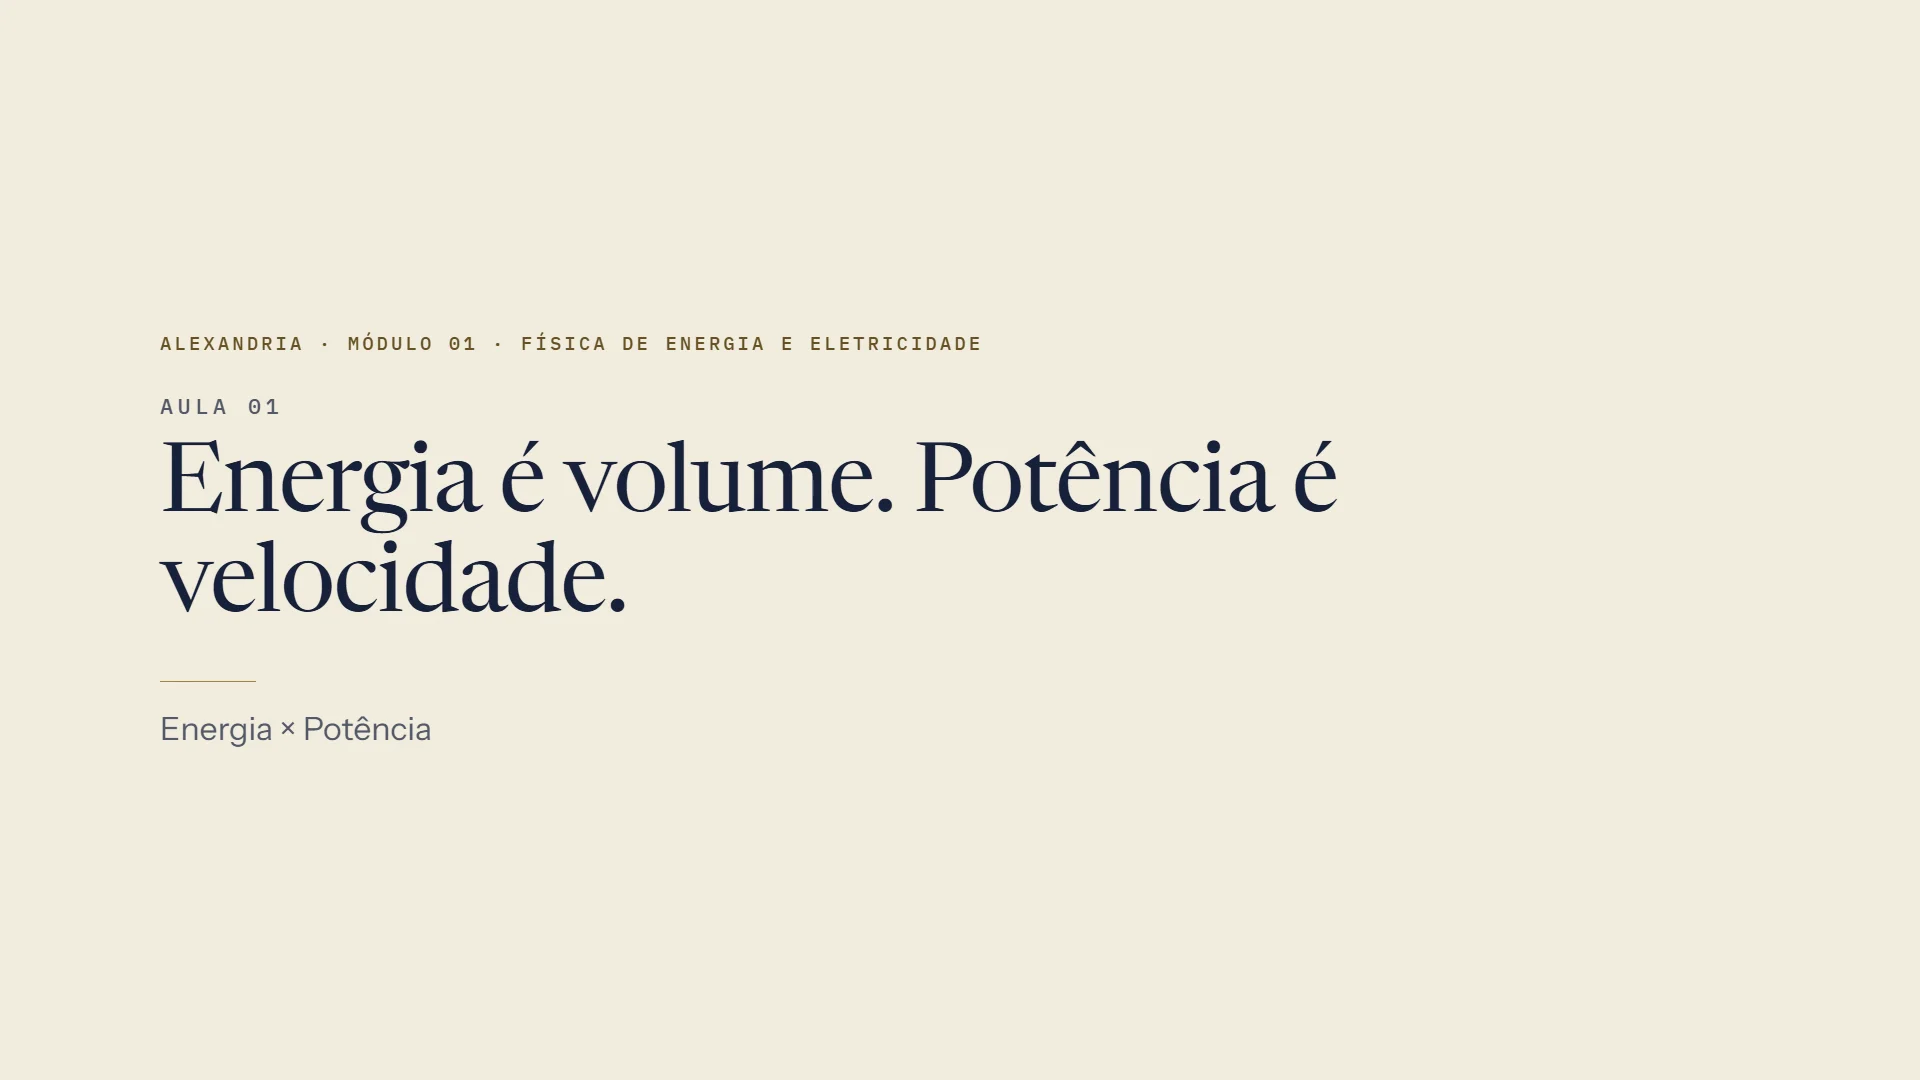 ALEXANDRIA · MÓDULO 01 · FÍSICA DE ENERGIA E ELETRICIDADE
AULA 01
Energia é volume. Potência é
velocidade.
Energia × Potência